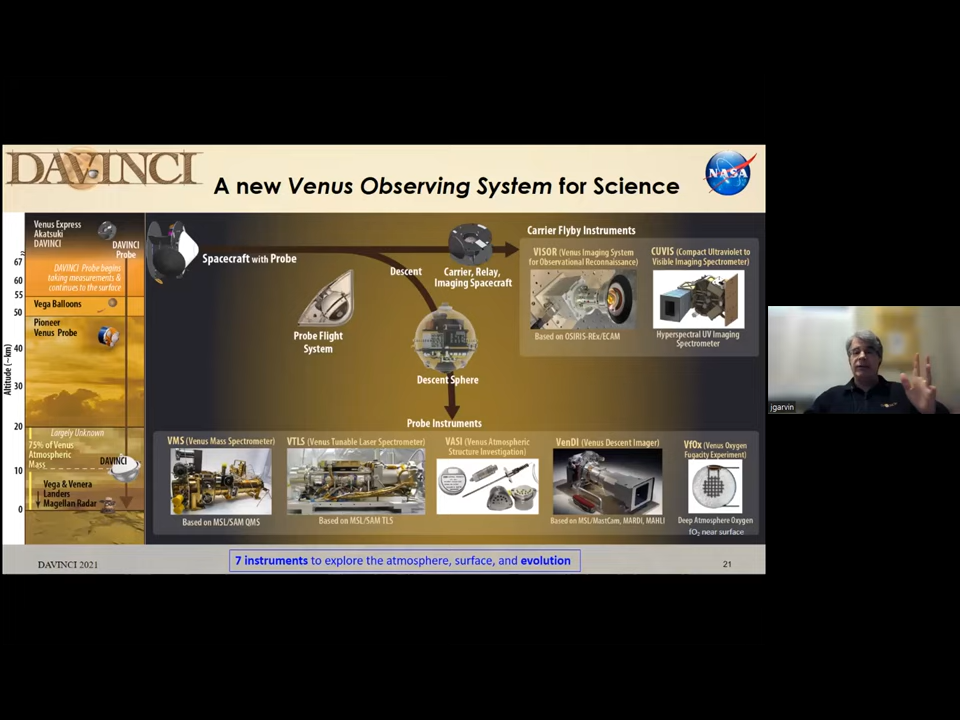 DAVINCI
A new Venus Observing System for Science
NASA
Venus Express
Akatsuki
DAVINCI
DAVINCI
Probe
67
DAVINCI Probe begins
taking measurements &
continues to the surface
60
55
Vega Balloons
50
Pioneer
Venus Probe
40
Altitude (~km)
30
20
Largely Unknown
75% of Venus
Atmospheric
Mass
DAVINCI
10
Vega & Venera
Landers
Magellan Radar
0
Spacecraft with Probe
Descent
Carrier, Relay,
Imaging Spacecraft
Probe Flight
System
Descent Sphere
Carrier Flyby Instruments
VISOR (Venus Imaging System
for Observational Reconnaissance)
Based on OSIRIS-REx/ECAM
CUVIS (Compact Ultraviolet to
Visible Imaging Spectrometer)
Hyperspectral UV Imaging
Spectrometer
Probe Instruments
VMS (Venus Mass Spectrometer)
Based on MSL/SAM QMS
VTLS (Venus Tunable Laser Spectrometer)
Based on MSL/SAM TLS
VASI (Venus Atmospheric
Structure Investigation)
VenDI (Venus Descent Imager)
Based on MSL/MastCam, MARDI, MAHLI
VfOx (Venus Oxygen
Fugacity Experiment)
Deep Atmosphere Oxygen
fO2 near surface
DAVINCI 2021
7 instruments to explore the atmosphere, surface, and evolution
21
jgarvin